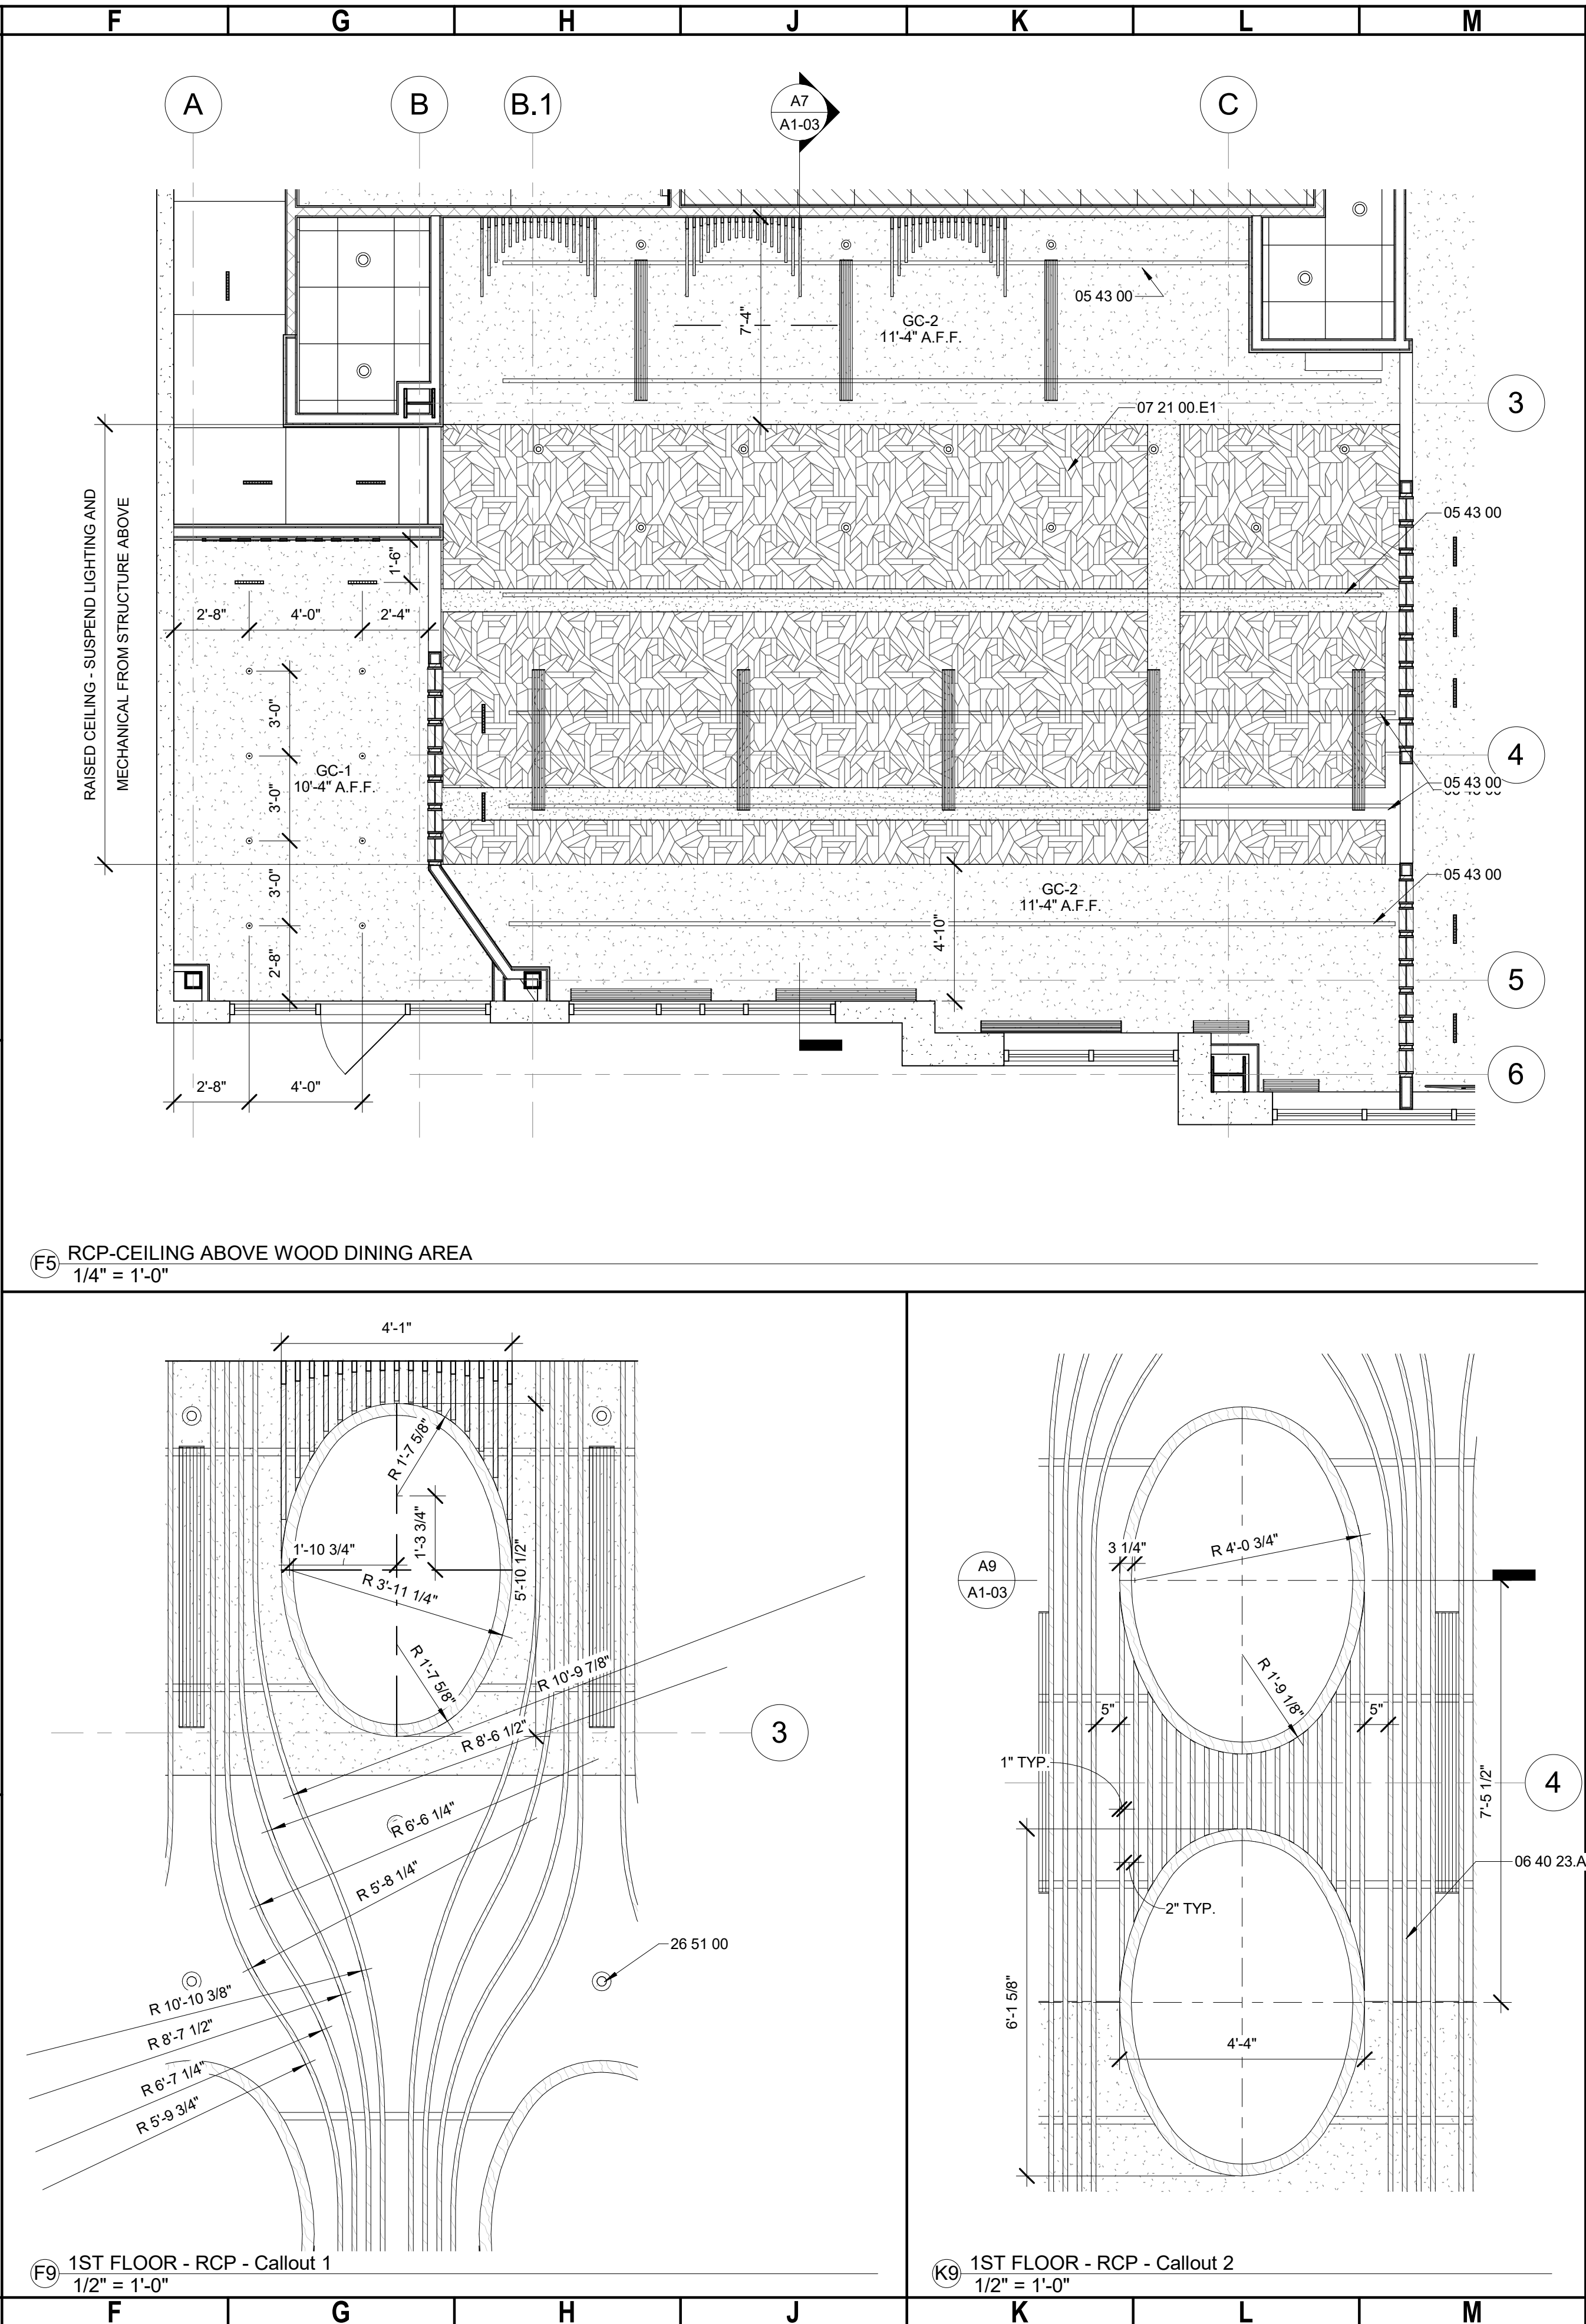 F G H J K L M
A B B.1 C
A7
A1-03
05 43 00
7'-4"
GC-2
11'-4" A.F.F.
3
07 21 00.E1
RAISED CEILING - SUSPEND LIGHTING AND
MECHANICAL FROM STRUCTURE ABOVE
05 43 00
1'-6"
2'-8" 4'-0" 2'-4"
3'-0"
4
GC-1
10'-4" A.F.F.
05 43 00
3'-0"
3'-0"
05 43 00
GC-2
11'-4" A.F.F.
4'-10"
2'-8"
5
6
2'-8" 4'-0"
F5 RCP-CEILING ABOVE WOOD DINING AREA
1/4" = 1'-0"
4'-1"
R 1'-7 5/8"
1'-3 3/4"
1'-10 3/4"
5'-10 1/2"
R 3'-11 1/4"
R 1'-7 5/8"
R 10'-9 7/8"
3
R 8'-6 1/2"
R 6'-6 1/4"
R 5'-8 1/4"
26 51 00
R 10'-10 3/8"
R 8'-7 1/2"
R 6'-7 1/4"
R 5'-9 3/4"
F9 1ST FLOOR - RCP - Callout 1
1/2" = 1'-0"
3 1/4"
R 4'-0 3/4"
A9
A1-03
R 1'-9 1/8"
5" 5"
1" TYP.
4
7'-5 1/2"
06 40 23.A
2" TYP.
6'-1 5/8"
4'-4"
K9 1ST FLOOR - RCP - Callout 2
1/2" = 1'-0"
F G H J K L M